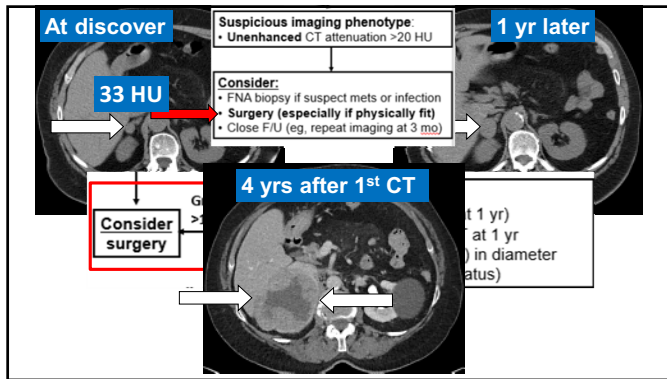 At discover
Suspicious imaging phenotype:
• Unenhanced CT attenuation >20 HU
1 yr later
33 HU
Consider:
• FNA biopsy if suspect mets or infection
• Surgery (especially if physically fit)
• Close F/U (eg, repeat imaging at 3 mo)
4 yrs after 1st CT
Consider
surgery
>1
at 1 yr)
at 1 yr
) in diameter